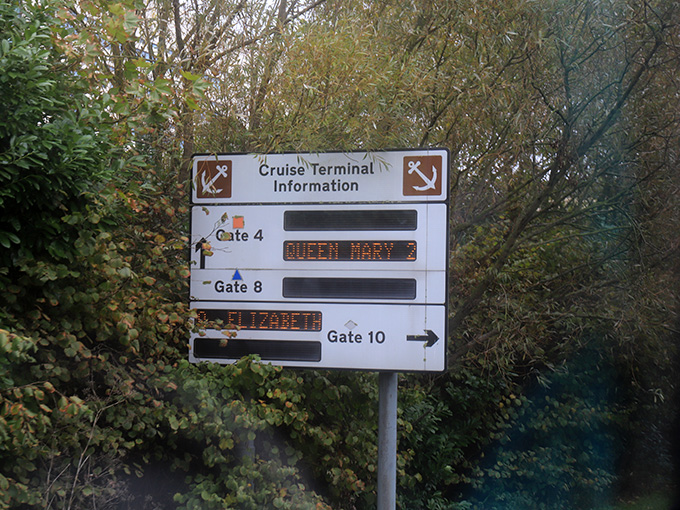 Cruise Terminal
Information
Gate 4
QUEEN MARY 2
Gate 8
Q. ELIZABETH
Gate 10